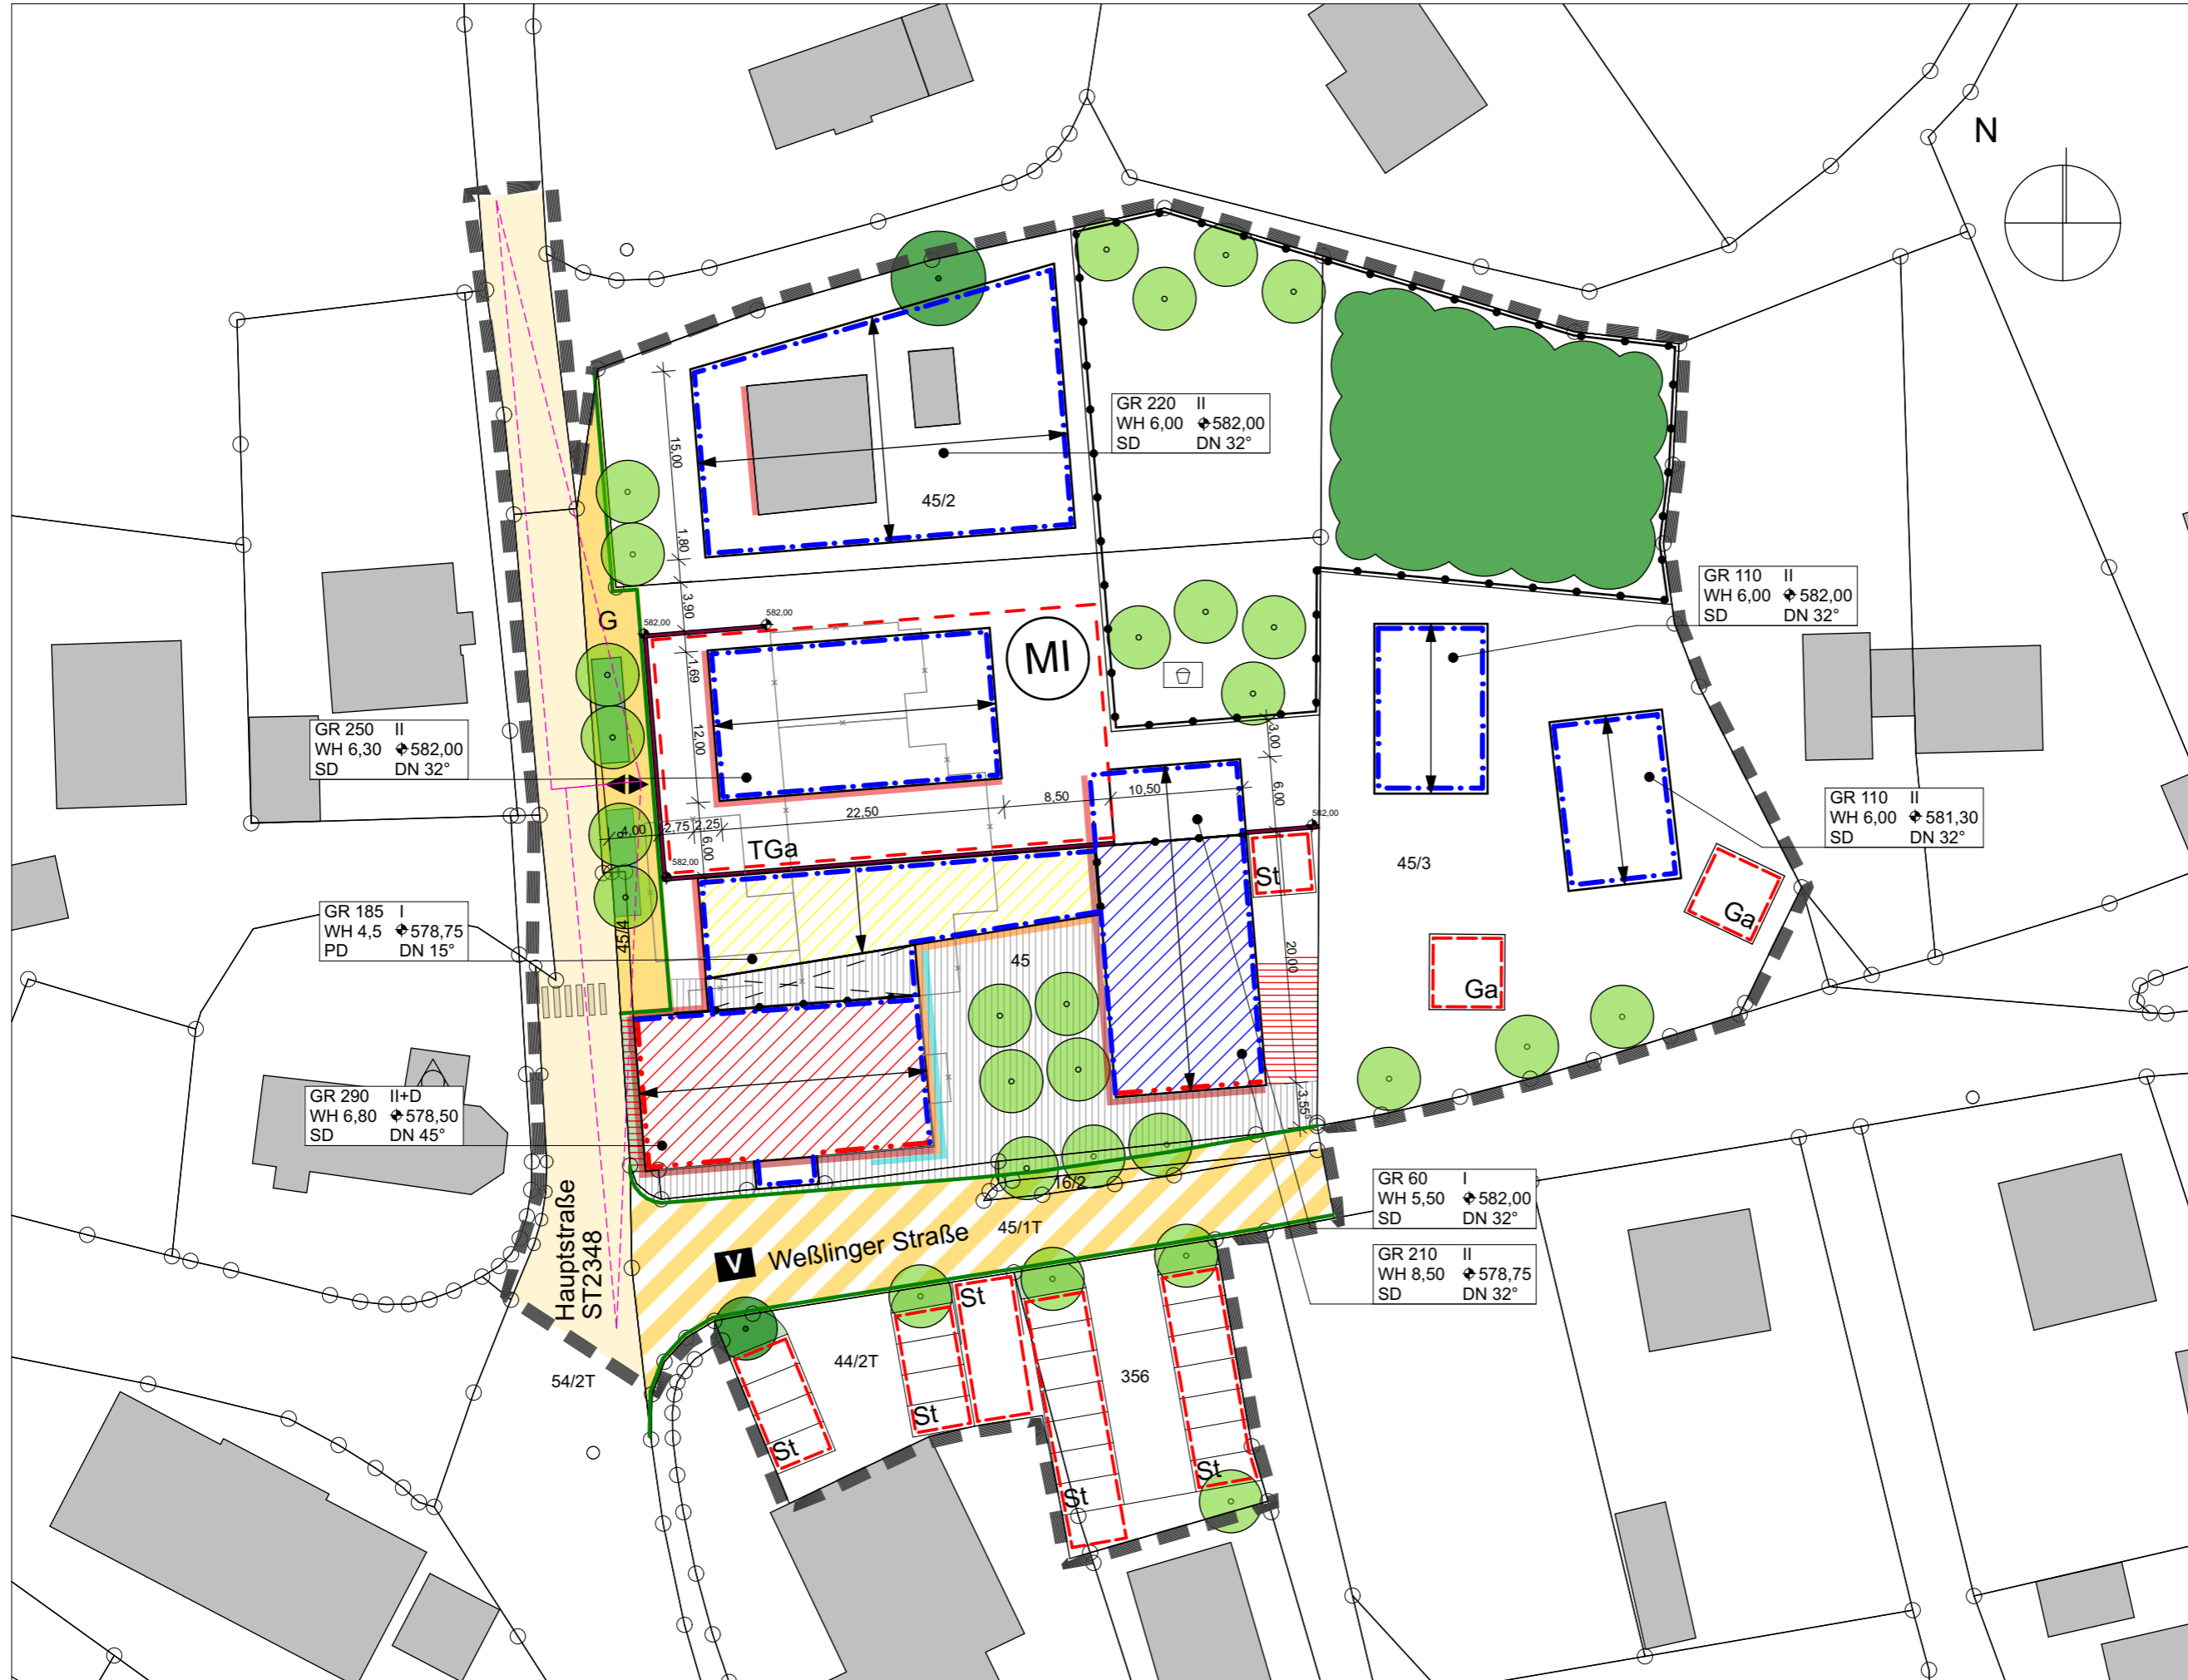 N
GR 220 II
WH 6,00 582,00
SD DN 32°
15,00
45/2
1,80
GR 110 II
WH 6,00 582,00
SD DN 32°
3,90
G
582,00
582,00
MI
1,69
12,00
GR 250 II
WH 6,30 582,00
SD DN 32°
3,00
6,00
10,50
8,50
22,50
582,00
GR 110 II
WH 6,00 581,30
SD DN 32°
4,00
2,75
2,25
6,00
TGa
582,00
45/3
St
Ga
GR 185 I
WH 4,5 578,75
PD DN 15°
45/4
45
20,00
Ga
GR 290 II+D
WH 6,80 578,50
SD DN 45°
3,55⁵
16/2
GR 60 I
WH 5,50 582,00
SD DN 32°
Hauptstraße
ST2348
V Weßlinger Straße
45/1T
GR 210 II
WH 8,50 578,75
SD DN 32°
St
44/2T
54/2T
356
St
St
St
St